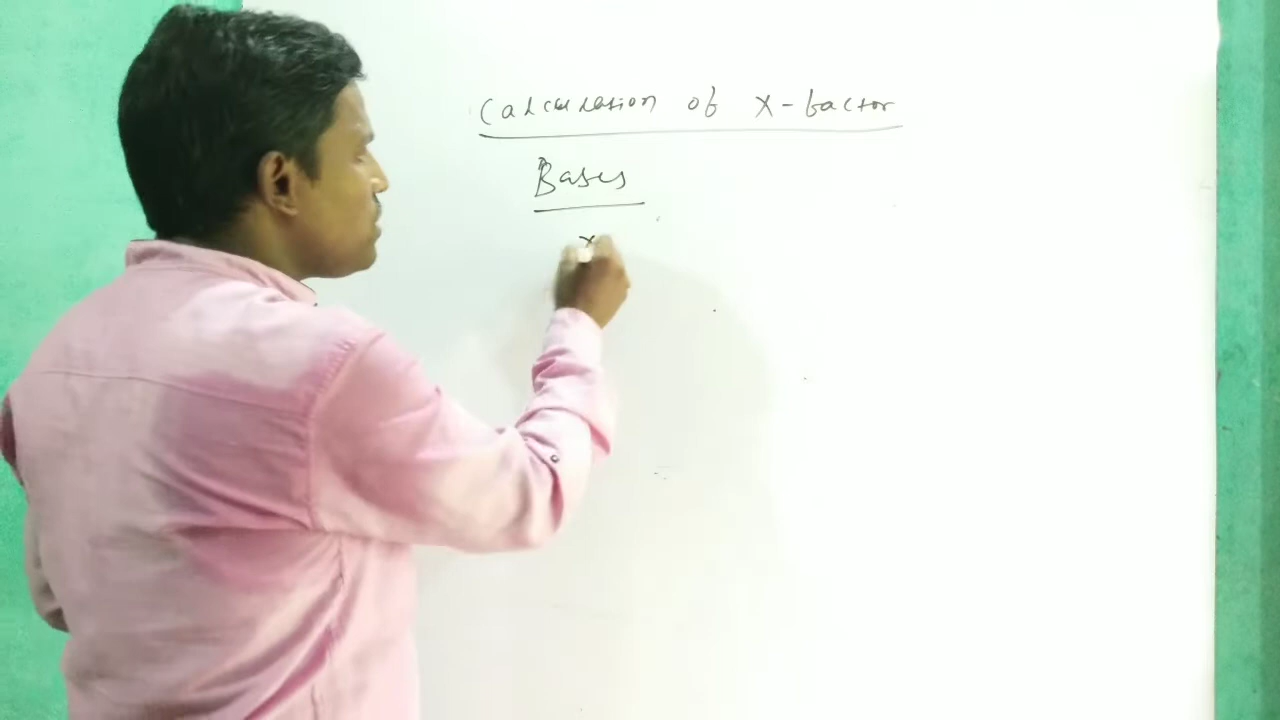 Calculation of X-factor
Bases
x